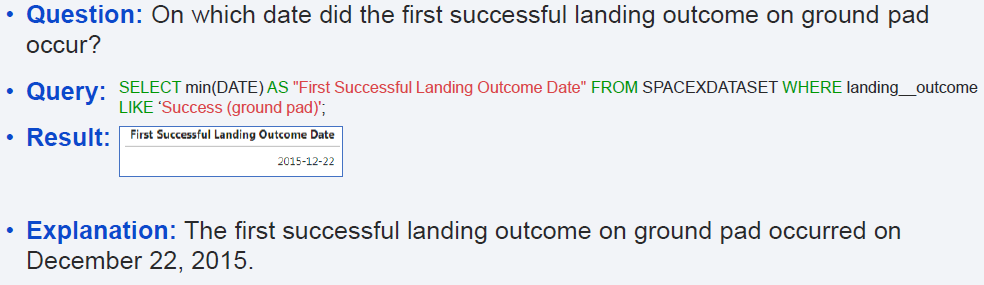 • Question: On which date did the first successful landing outcome on ground pad
occur?
• Query: SELECT min(DATE) AS "First Successful Landing Outcome Date" FROM SPACEXDATASET WHERE landing__outcome
LIKE ‘Success (ground pad)';
• Result: First Successful Landing Outcome Date
2015-12-22
• Explanation: The first successful landing outcome on ground pad occurred on
December 22, 2015.